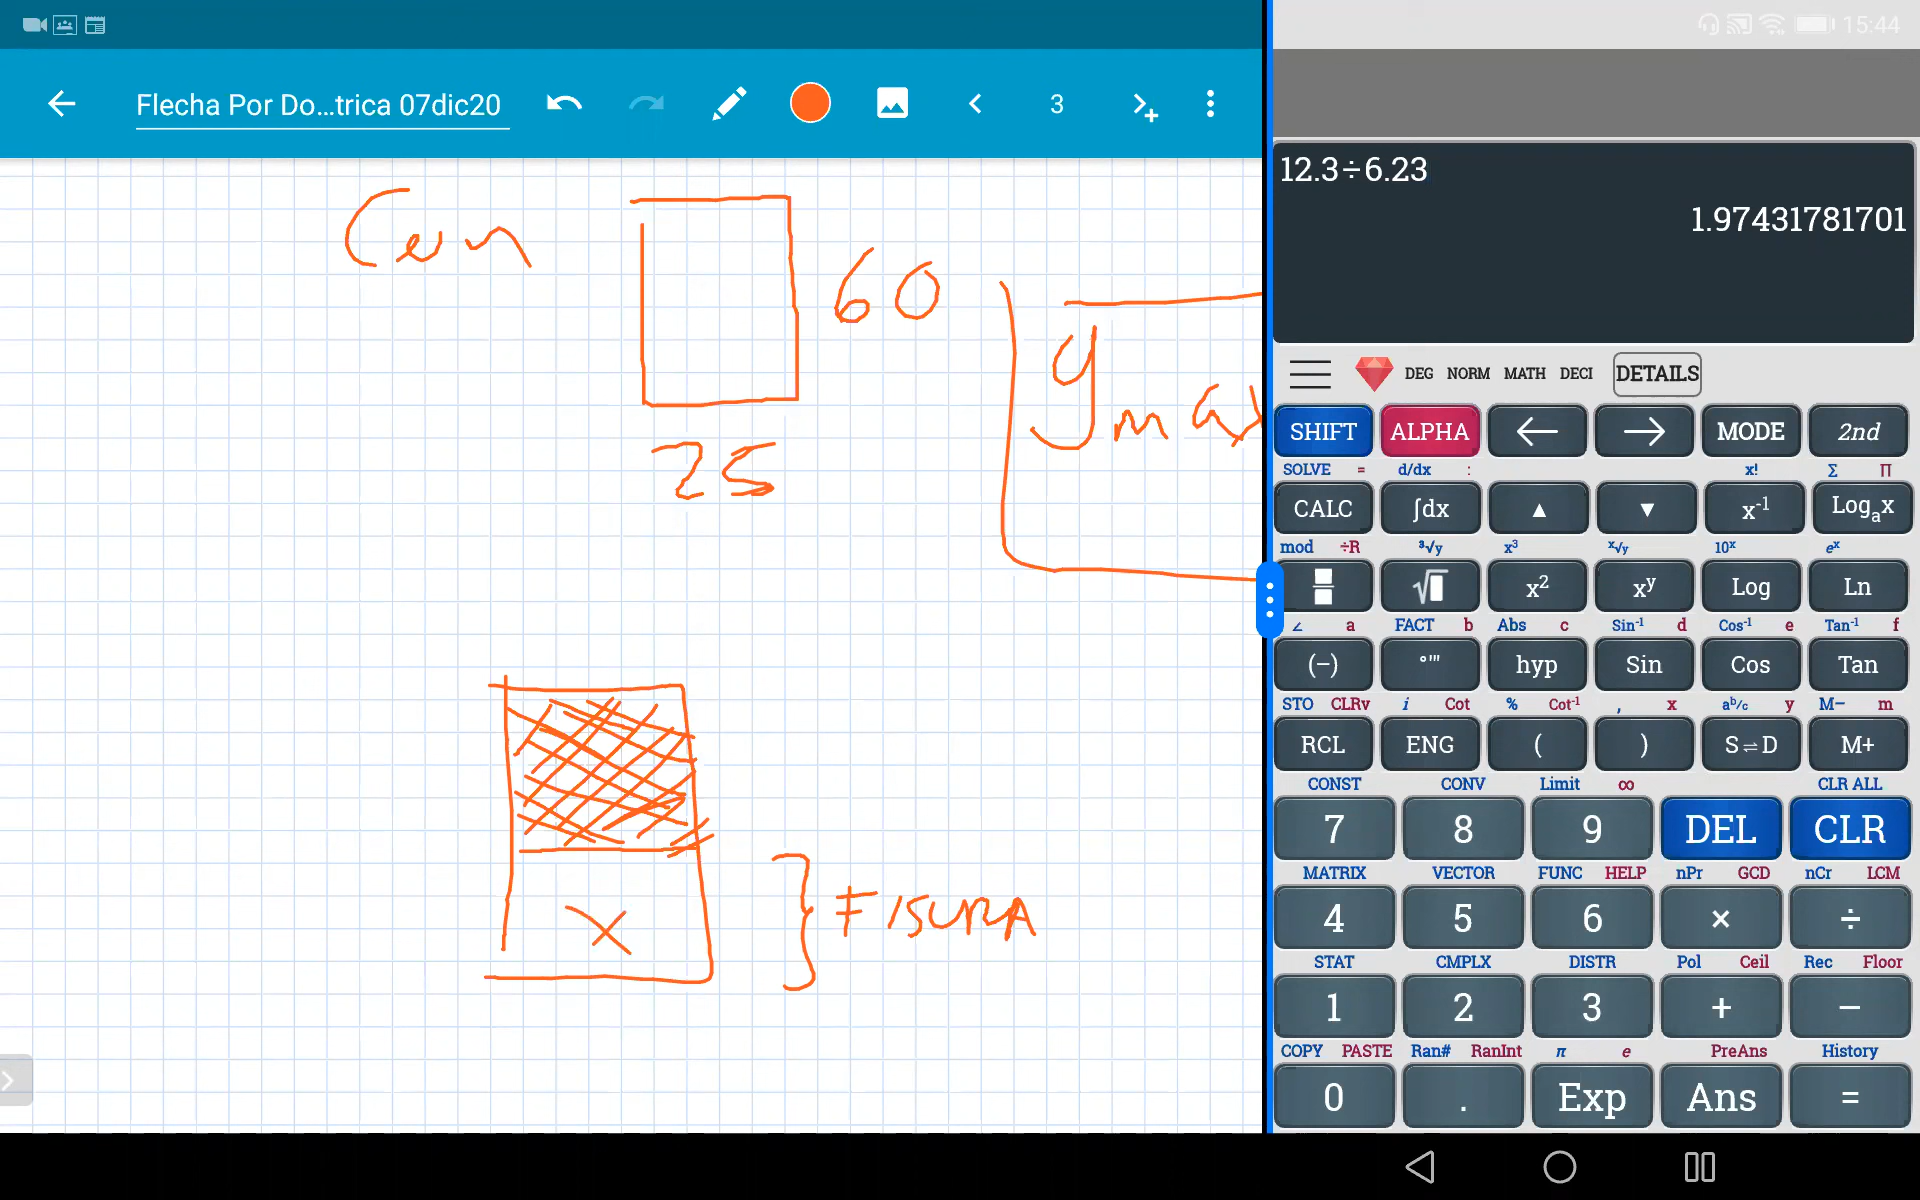 15:44
Flecha Por Do...trica 07dic20
3
12.3÷6.23
1.97431781701
60
y max
25
FISURA
X
DEG NORM MATH DECI DETAILS
SHIFT ALPHA ← → MODE 2nd
SOLVE = d/dx : x! Σ Π
CALC ∫dx ▲ ▼ x⁻¹ Logₐx
mod ÷R ³√y x³ ˣ√y 10ˣ eˣ
√ x² xʸ Log Ln
∠ a FACT b Abs c Sin⁻¹ d Cos⁻¹ e Tan⁻¹ f
(−) °'" hyp Sin Cos Tan
STO CLRv i Cot % Cot⁻¹ , x aᵇ/c y M− m
RCL ENG ( ) S⇌D M+
CONST CONV Limit ∞ CLR ALL
7 8 9 DEL CLR
MATRIX VECTOR FUNC HELP nPr GCD nCr LCM
4 5 6 × ÷
STAT CMPLX DISTR Pol Ceil Rec Floor
1 2 3 + −
COPY PASTE Ran# RanInt π e PreAns History
0 . Exp Ans =